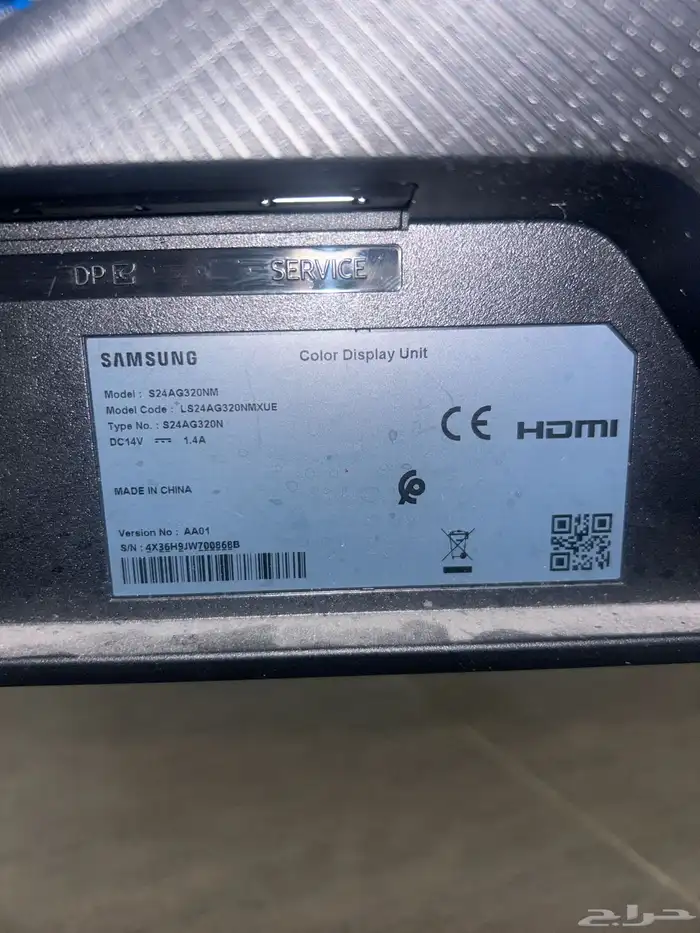 DP SERVICE
SAMSUNG Color Display Unit
Model : S24AG320NM
Model Code : LS24AG320NMXUE
Type No. : S24AG320N
DC14V 1.4A
CE HDMI
MADE IN CHINA
Version No : AA01
S/N : 4X36H9JW700868B
حراج